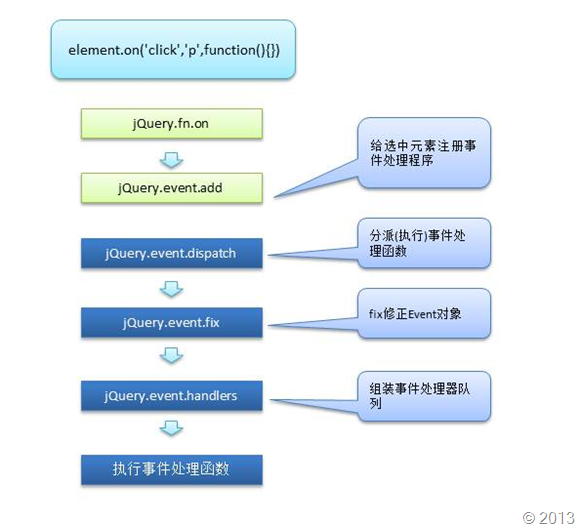 element.on('click','p',function(){})
jQuery.fn.on
jQuery.event.add
给选中元素注册事
件处理程序
jQuery.event.dispatch
分派(执行)事件处
理函数
jQuery.event.fix
fix修正Event对象
jQuery.event.handlers
组装事件处理器队
列
执行事件处理函数
© 2013